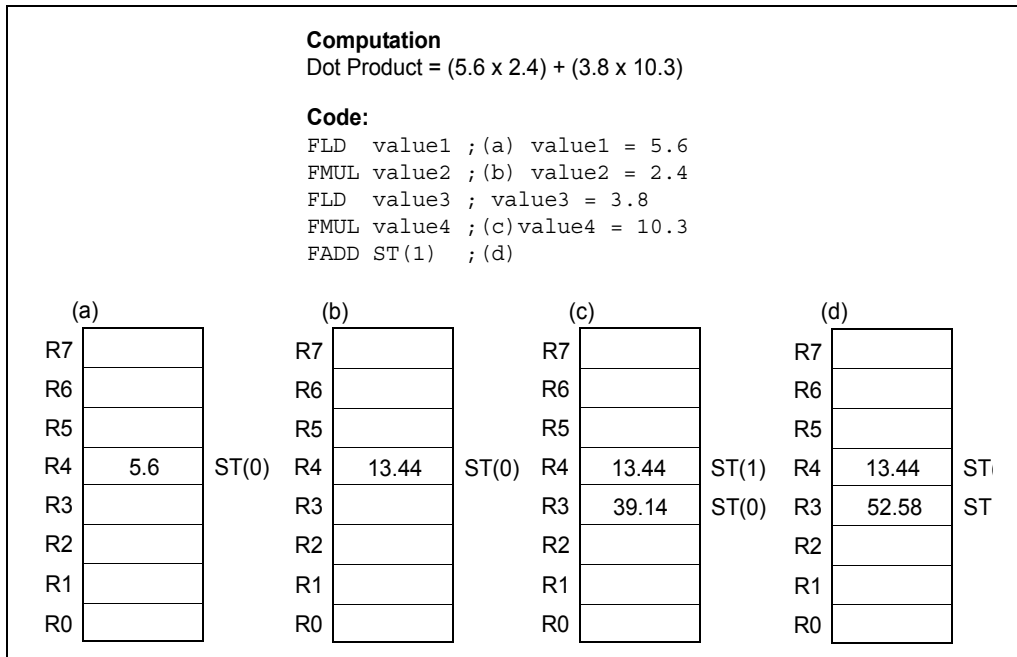 Computation
Dot Product = (5.6 x 2.4) + (3.8 x 10.3)
Code:
FLD value1 ;(a) value1 = 5.6
FMUL value2 ;(b) value2 = 2.4
FLD value3 ; value3 = 3.8
FMUL value4 ;(c)value4 = 10.3
FADD ST(1) ;(d)
(a) (b) (c) (d)
R7 R7 R7 R7
R6 R6 R6 R6
R5 R5 R5 R5
R4 5.6 ST(0) R4 13.44 ST(0) R4 13.44 ST(1) R4 13.44 ST(
R3 R3 R3 39.14 ST(0) R3 52.58 ST
R2 R2 R2 R2
R1 R1 R1 R1
R0 R0 R0 R0